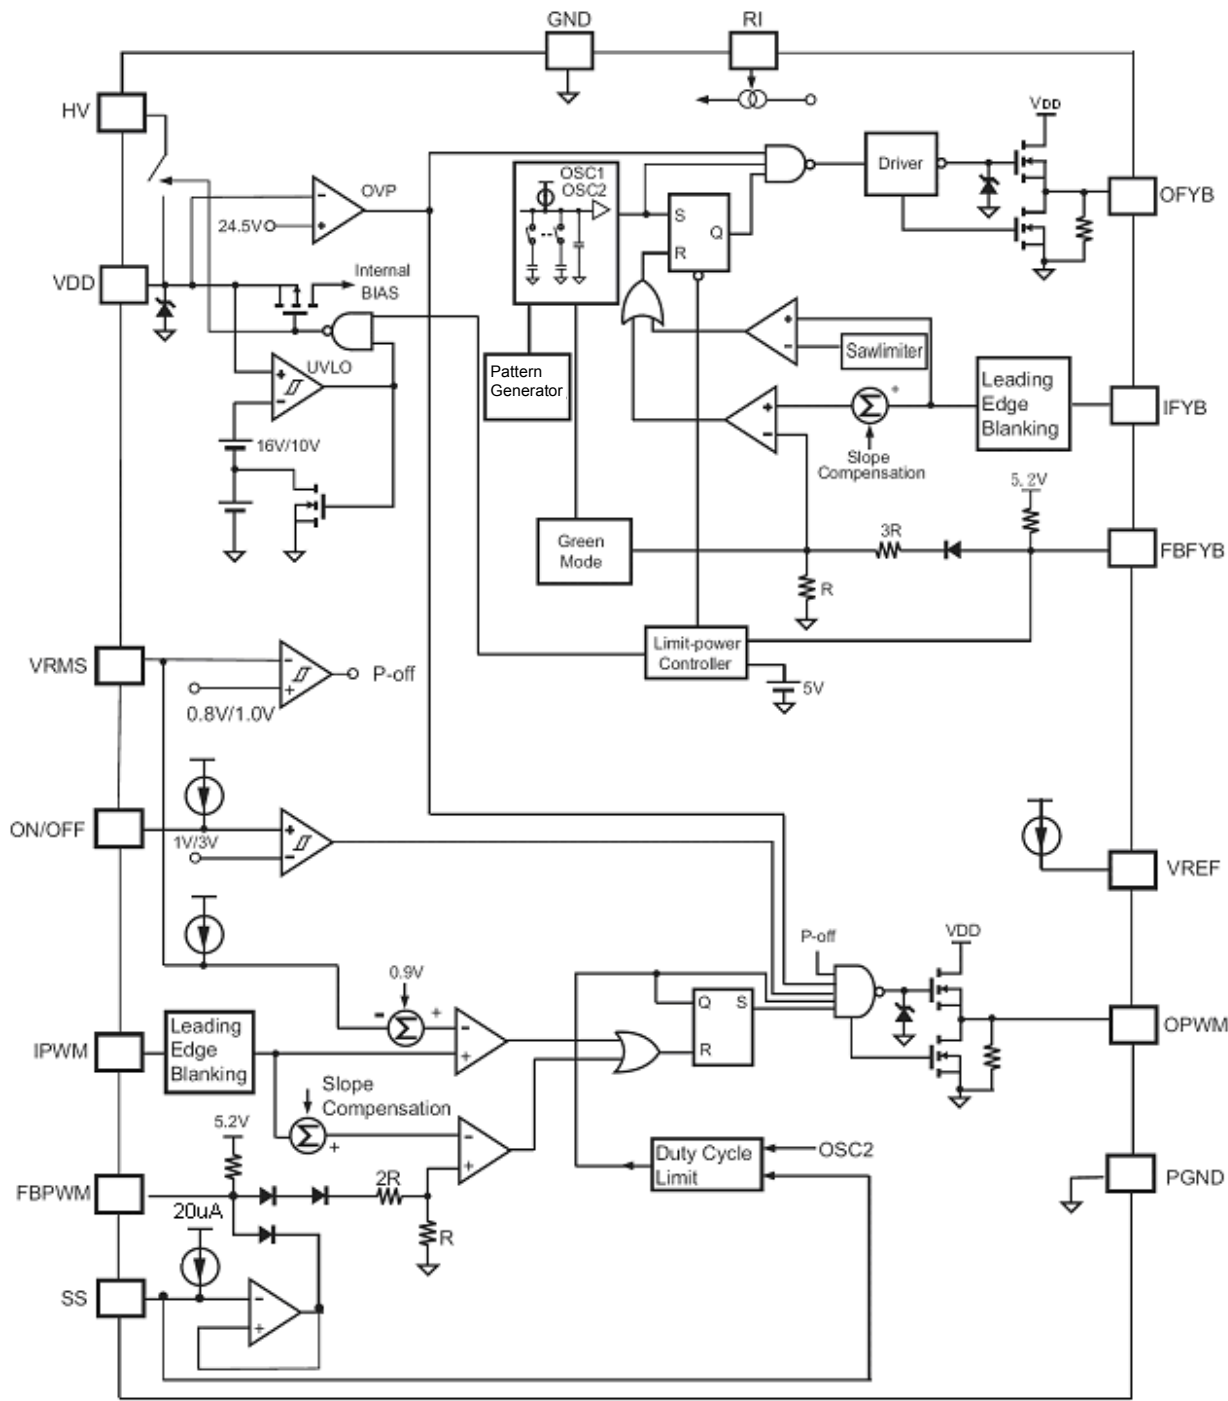 GND
RI
HV
VDD
OSC1
OSC2
Driver
OVP
S
Q
R
OFYB
24.5V
VDD
Internal
BIAS
Sawlimiter
UVLO
Pattern
Generator
Leading
Edge
Blanking
IFYB
Σ
16V/10V
Slope
Compensation
5.2V
3R
Green
Mode
FBFYB
R
VRMS
P-off
Limit-power
Controller
5V
0.8V/1.0V
ON/OFF
1V/3V
VREF
P-off
VDD
0.9V
Q
S
R
Σ
OPWM
IPWM
Leading
Edge
Blanking
Slope
Compensation
5.2V
Σ
Duty Cycle
Limit
OSC2
PGND
FBPWM
2R
20uA
R
SS